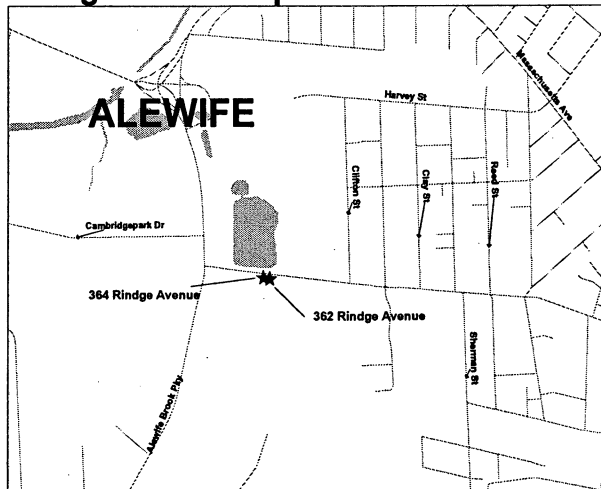 ALEWIFE
Massachusetts Ave
Harvey St
Clifton St
Clay St
Reed St
Cambridgepark Dr
364 Rindge Avenue
362 Rindge Avenue
Sherman St
Alewife Brook Pky